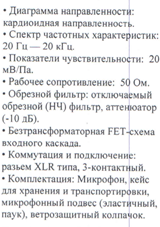 • Диаграмма направленности:
кардиоидная направленность.
• Спектр частотных характеристик:
20 Гц — 20 кГц.
• Показатели чувствительности: 20
мВ/Па.
• Рабочее сопротивление: 50 Ом.
• Обрезной фильтр: отключаемый
обрезной (НЧ) фильтр, аттенюатор
(-10 дБ).
• Безтрансформаторная FET-схема
входного каскада.
• Коммутация и подключение:
разьем XLR типа, 3-контактный.
• Комплектация: Микрофон, кейс
для хранения и транспортировки,
микрофонный подвес (эластичный,
паук), ветрозащитный колпачок.